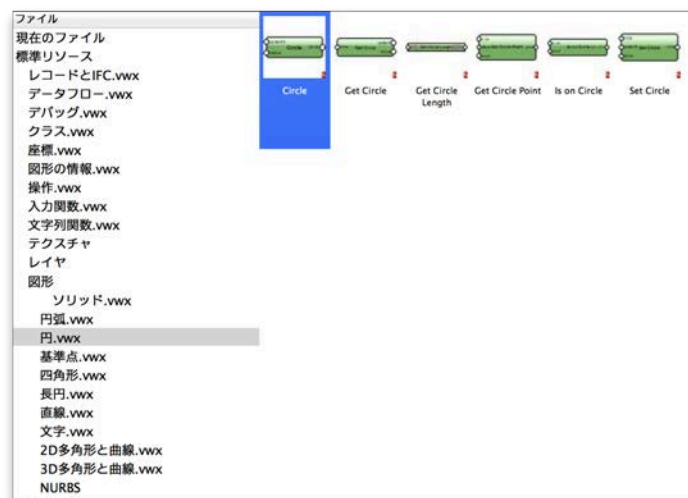 ファイル
現在のファイル
標準リソース
レコードとIFC.vwx
データフロー.vwx
デバッグ.vwx
クラス.vwx
座標.vwx
図形の情報.vwx
操作.vwx
入力関数.vwx
文字列関数.vwx
テクスチャ
レイヤ
図形
ソリッド.vwx
円弧.vwx
円.vwx
基準点.vwx
四角形.vwx
長円.vwx
直線.vwx
文字.vwx
2D多角形と曲線.vwx
3D多角形と曲線.vwx
NURBS
Circle
Get Circle
Get Circle
Length
Get Circle Point
Is on Circle
Set Circle